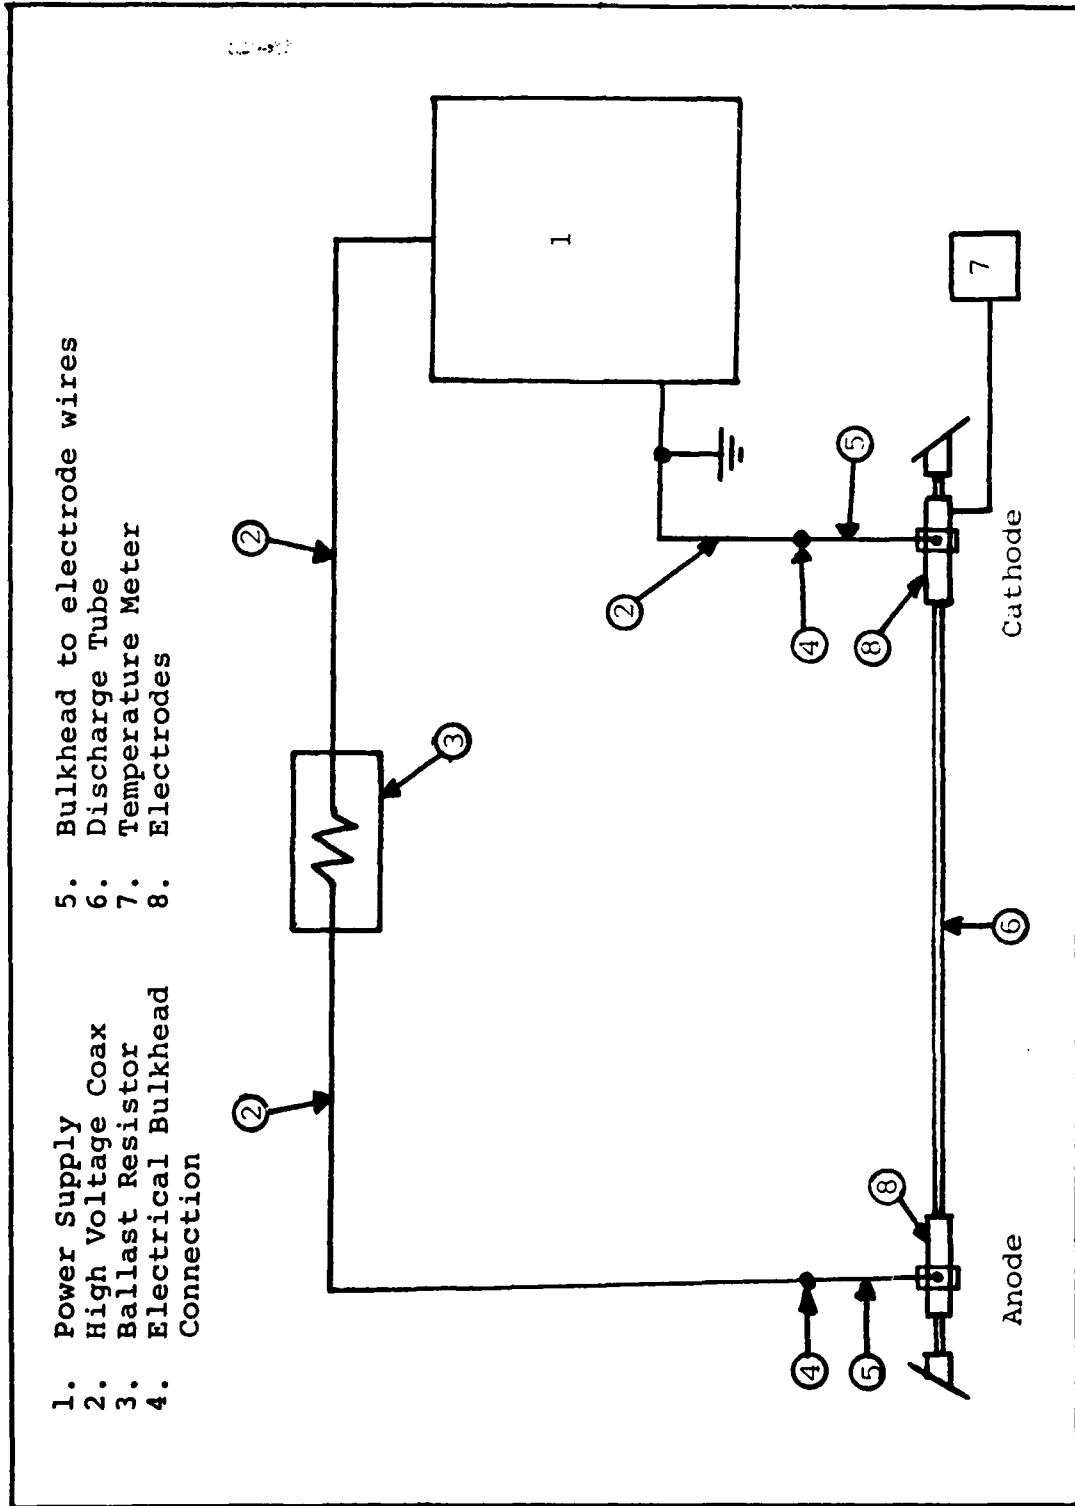 1. Power Supply
2. High Voltage Coax
3. Ballast Resistor
4. Electrical Bulkhead
Connection
5. Bulkhead to electrode wires
6. Discharge Tube
7. Temperature Meter
8. Electrodes
2
2
3
1
2
4
5
8
7
4
5
8
6
Anode
Cathode